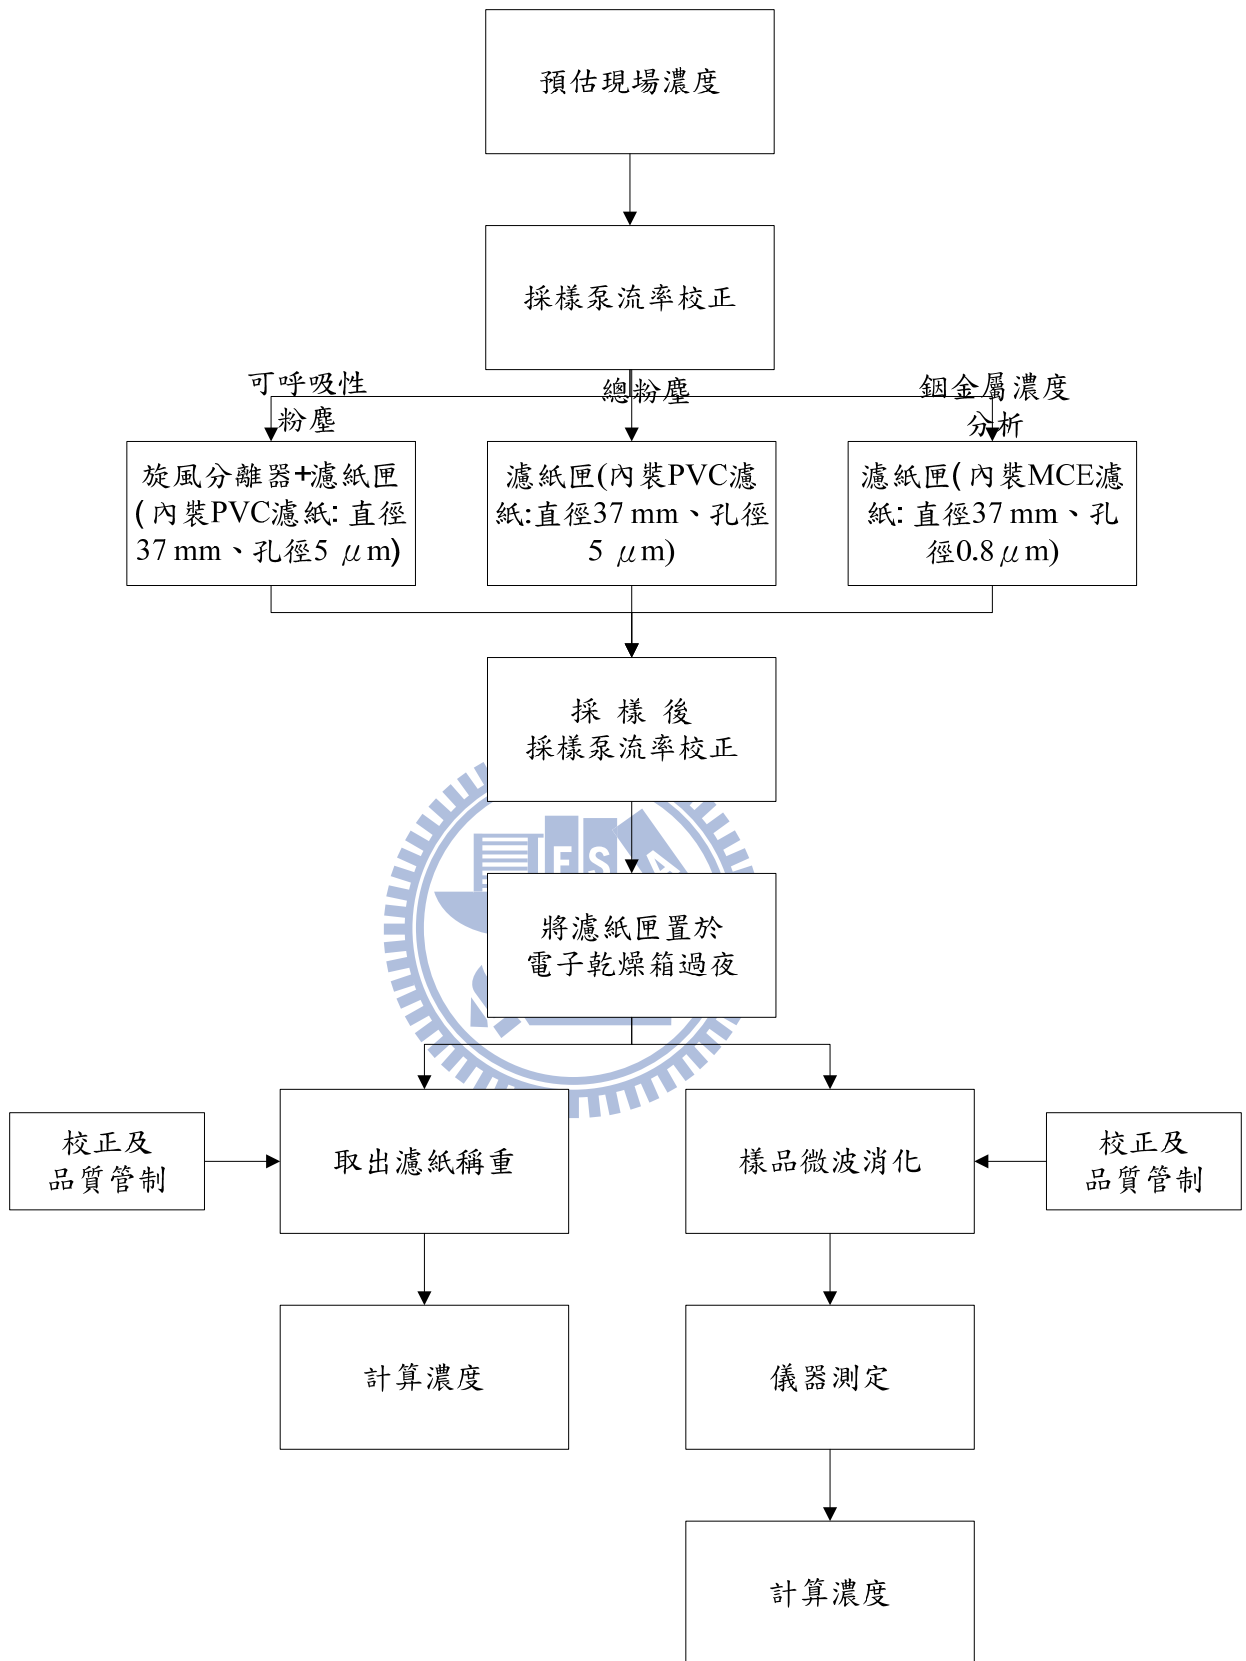 預估現場濃度
採樣泵流率校正
可呼吸性
粉塵
總粉塵
銦金屬濃度
分析
旋風分離器+濾紙匣
(內裝PVC濾紙: 直徑
37 mm、孔徑5 μm)
濾紙匣(內裝PVC濾
紙:直徑37 mm、孔徑
5 μm)
濾紙匣( 內裝MCE濾
紙: 直徑37 mm、孔
徑0.8μm)
採 樣 後
採樣泵流率校正
E S A
將濾紙匣置於
電子乾燥箱過夜
校正及
品質管制
取出濾紙稱重
樣品微波消化
校正及
品質管制
計算濃度
儀器測定
計算濃度